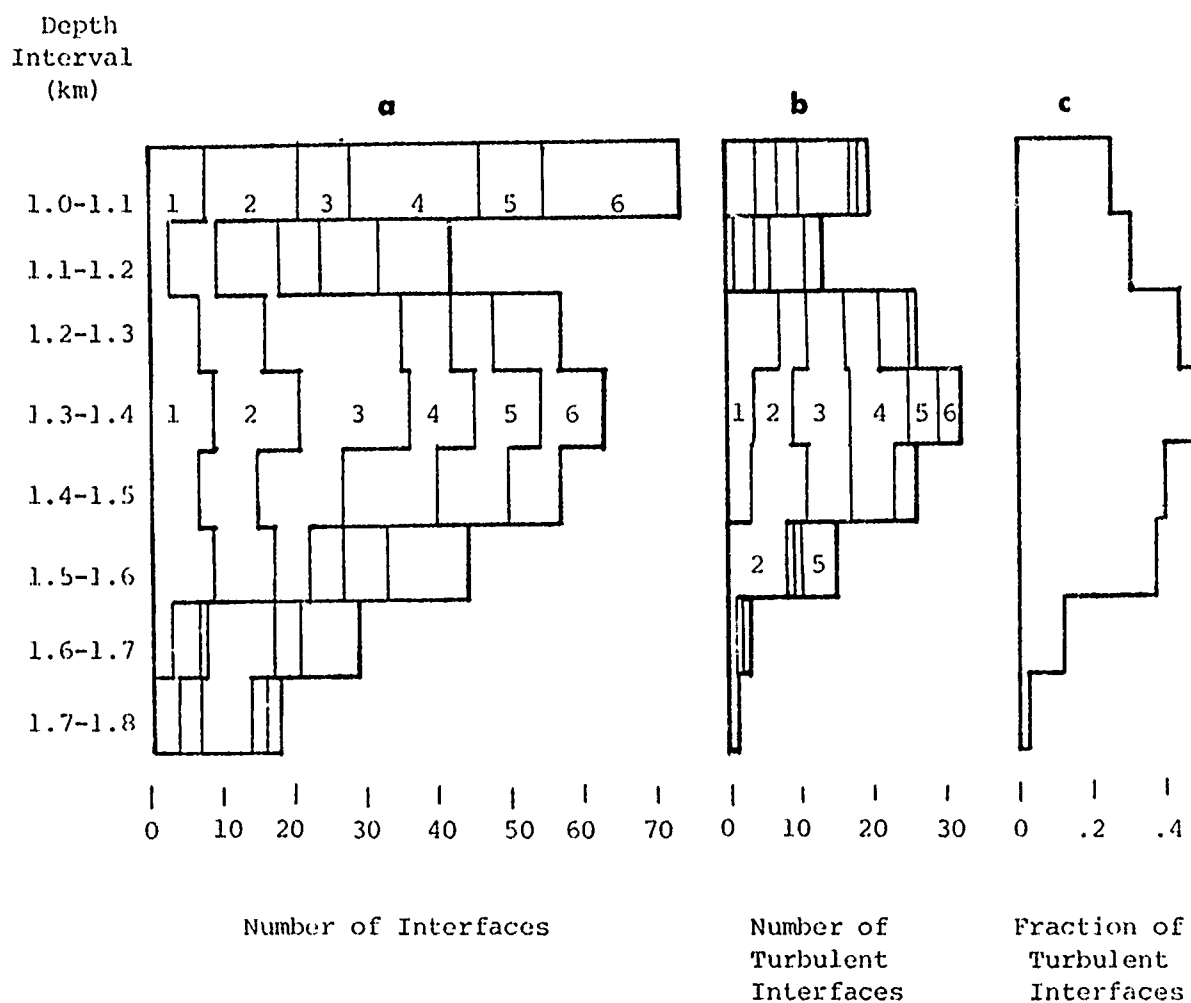 Depth
Interval
(km)
a
b
c
1.0-1.1
1 2 3 4 5 6
1.1-1.2
1.2-1.3
1.3-1.4
1 2 3 4 5 6
1 2 3 4 5 6
1.4-1.5
1.5-1.6
2 5
1.6-1.7
1.7-1.8
0 10 20 30 40 50 60 70
0 10 20 30
0 .2 .4
Number of Interfaces
Number of
Turbulent
Interfaces
Fraction of
Turbulent
Interfaces